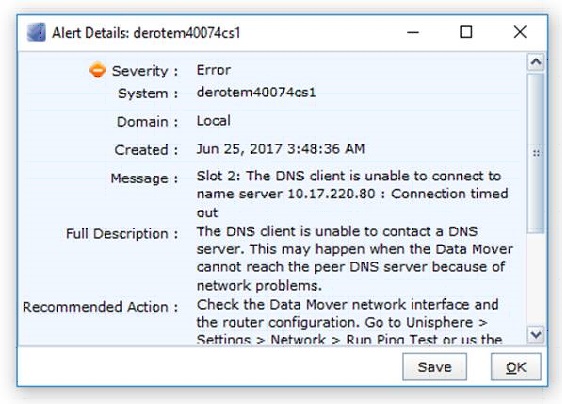 Alert Details: derotem40074cs1
Severity : Error
System : derotem40074cs1
Domain : Local
Created : Jun 25, 2017 3:48:36 AM
Message : Slot 2: The DNS client is unable to connect to
name server 10.17.220.80 : Connection timed
out
Full Description : The DNS client is unable to contact a DNS
server. This may happen when the Data Mover
cannot reach the peer DNS server because of
network problems.
Recommended Action : Check the Data Mover network interface and
the router configuration. Go to Unisphere >
Settings > Network > Run Ping Test or us the
Save
OK